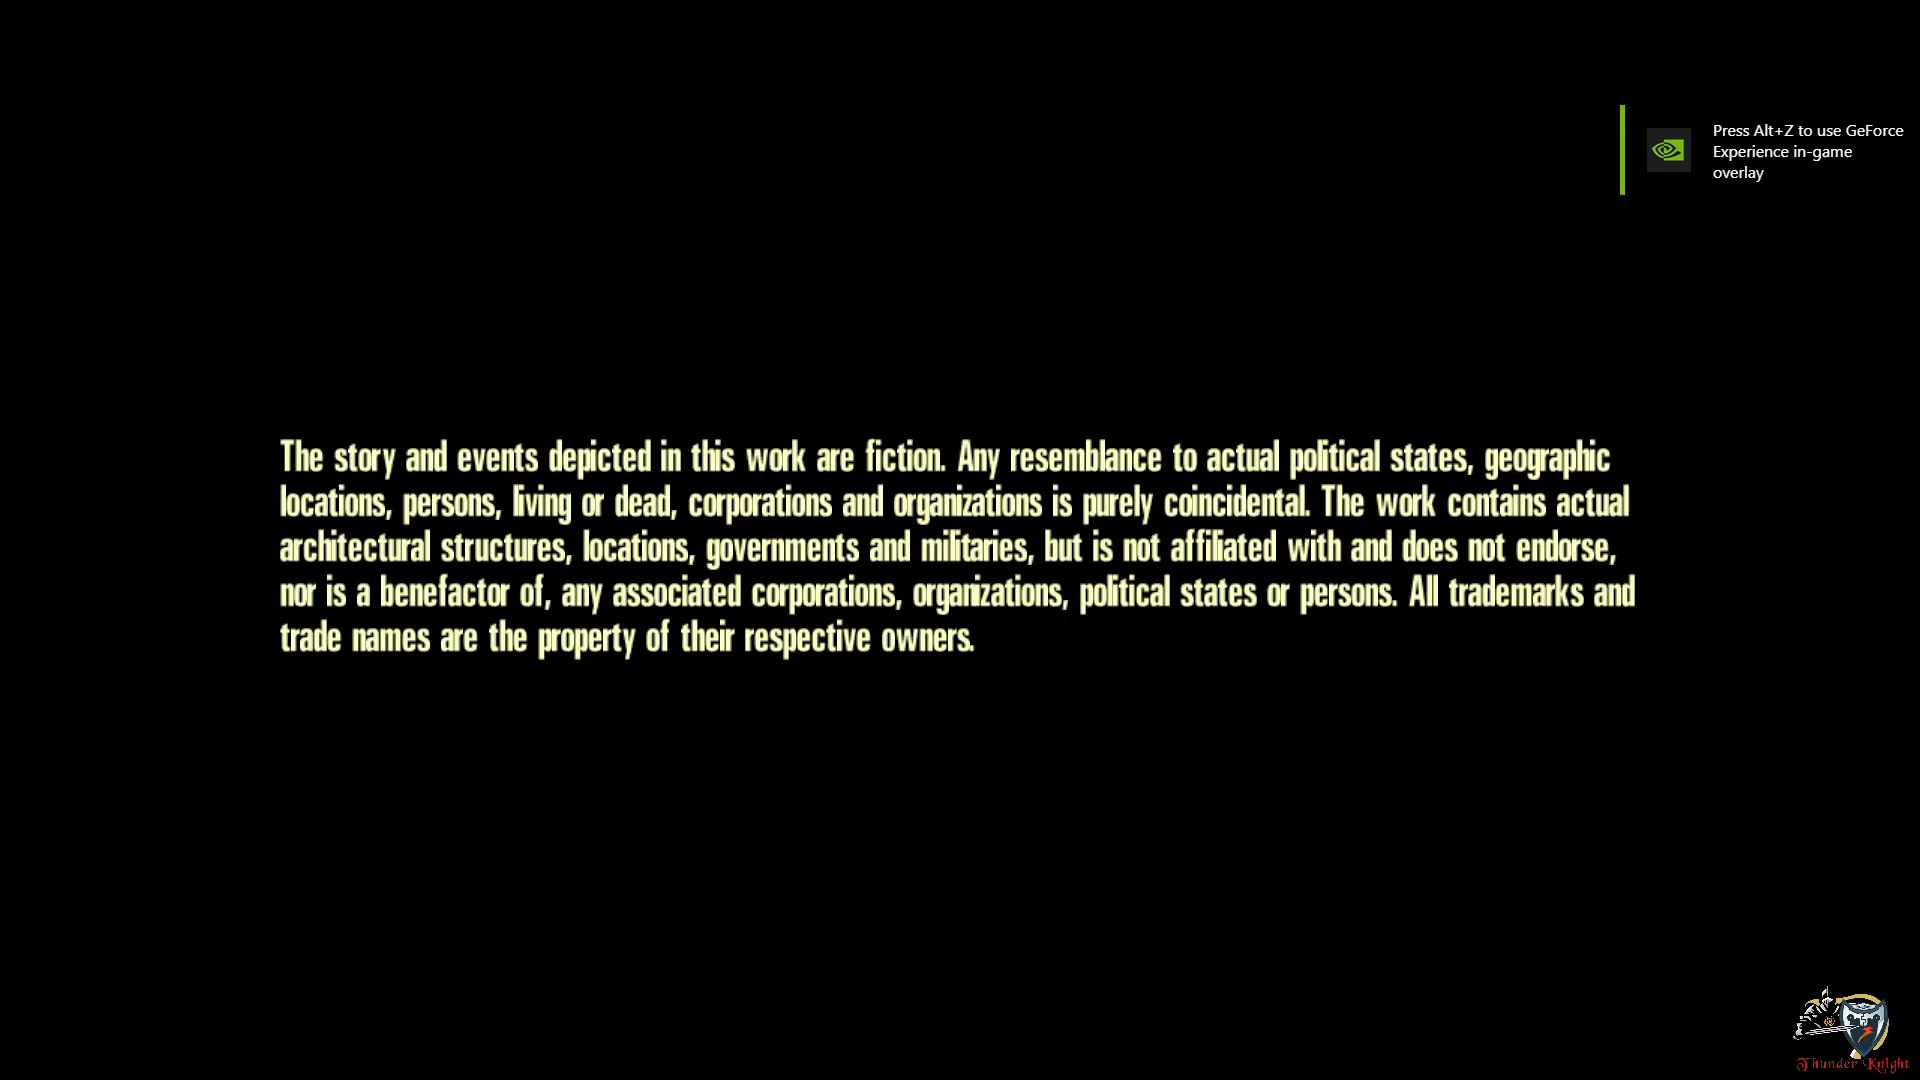 Press Alt+Z to use GeForce
Experience in-game
overlay
The story and events depicted in this work are fiction. Any resemblance to actual political states, geographic
locations, persons, living or dead, corporations and organizations is purely coincidental. The work contains actual
architectural structures, locations, governments and militaries, but is not affiliated with and does not endorse,
nor is a benefactor of, any associated corporations, organizations, political states or persons. All trademarks and
trade names are the property of their respective owners.
Thunder Knight